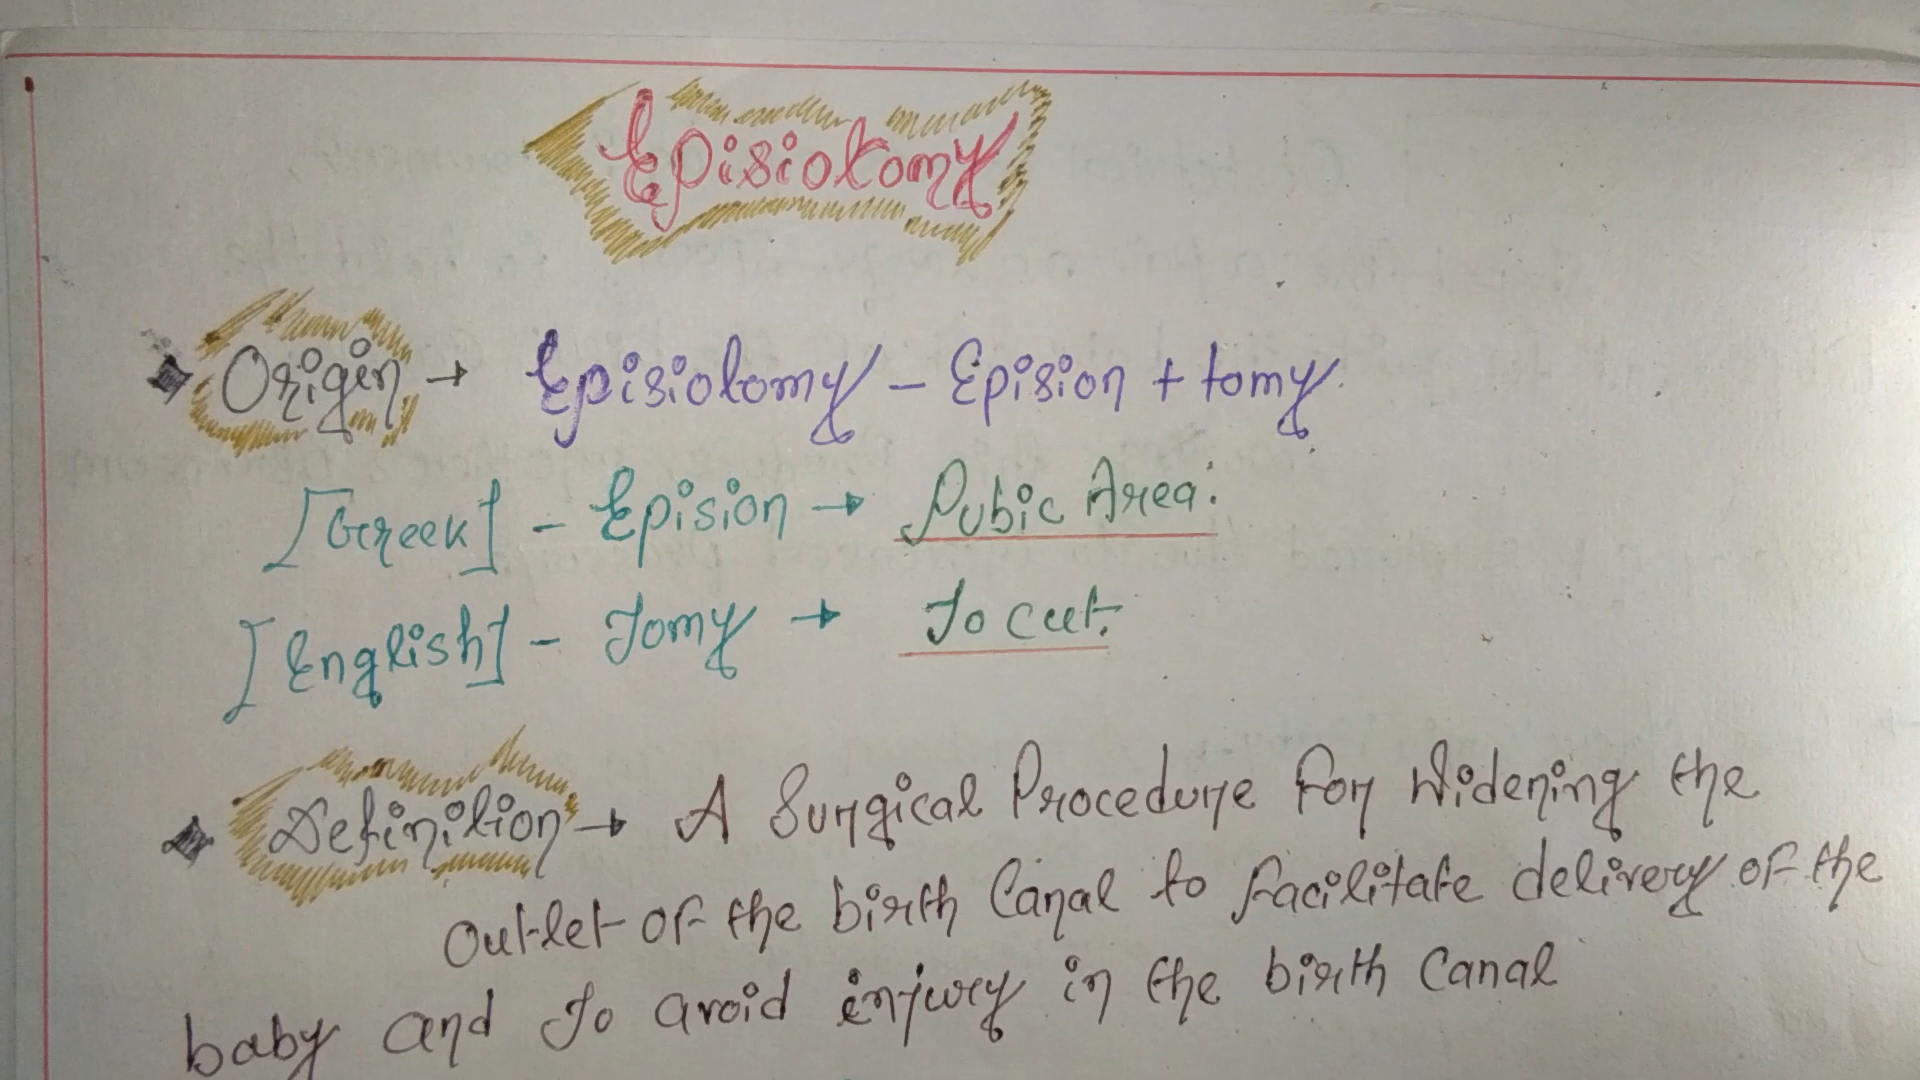 Episiotomy
Origin → Episiotomy - Epision + tomy.
[Greek] - Epision → Pubic Area.
[English] - Tomy → To cut.
Definition → A Surgical Procedure for Widening the
outlet of the birth Canal to facilitate delivery of the
baby and To avoid injury in the birth Canal